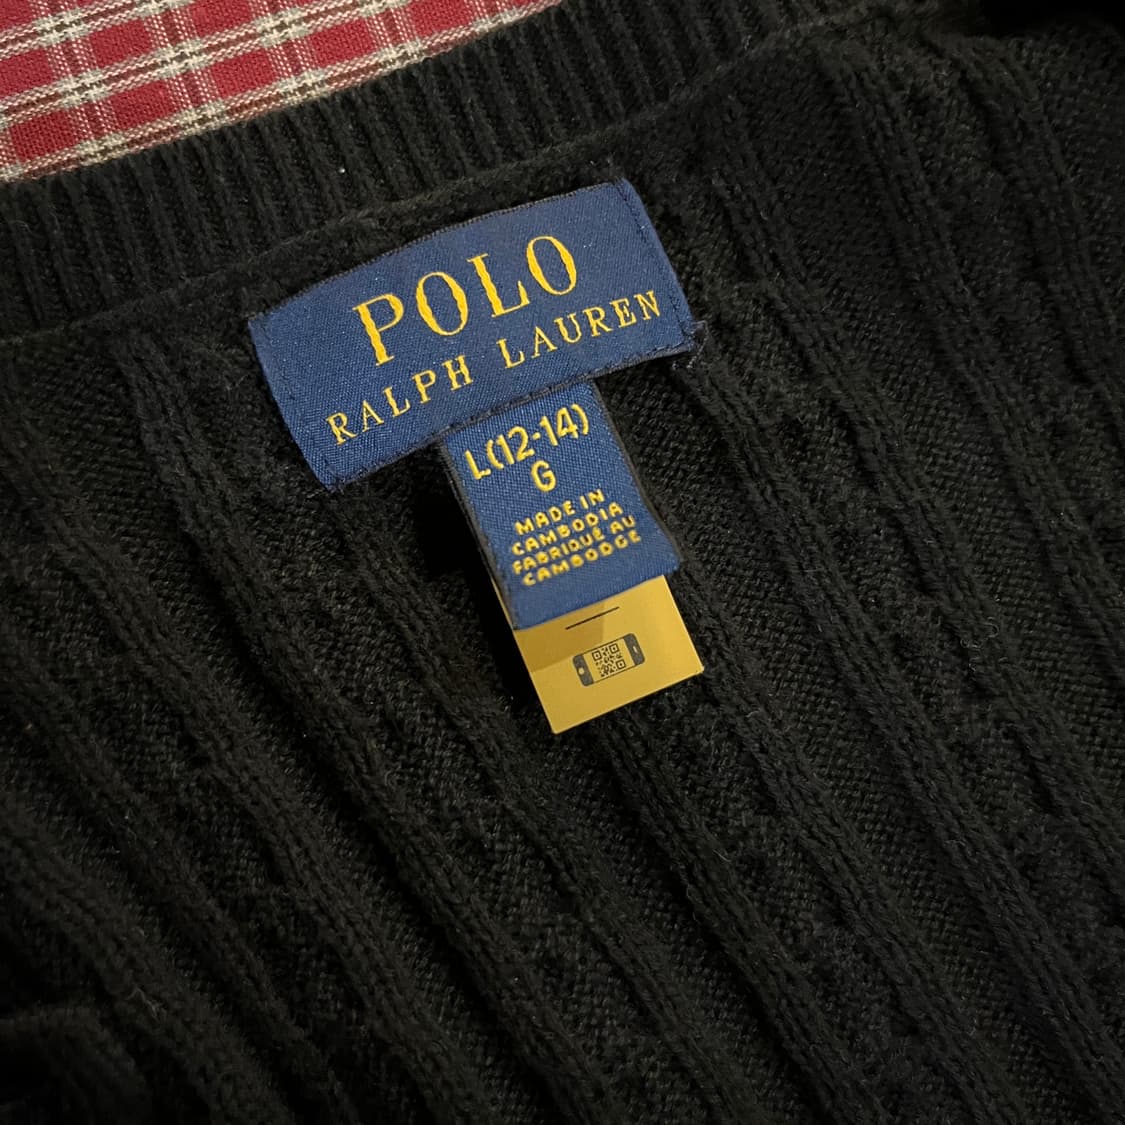 POLO
RALPH LAUREN
L(12-14)
G
MADE IN
CAMBODIA
FABRIQUÉ AU
CAMBODGE